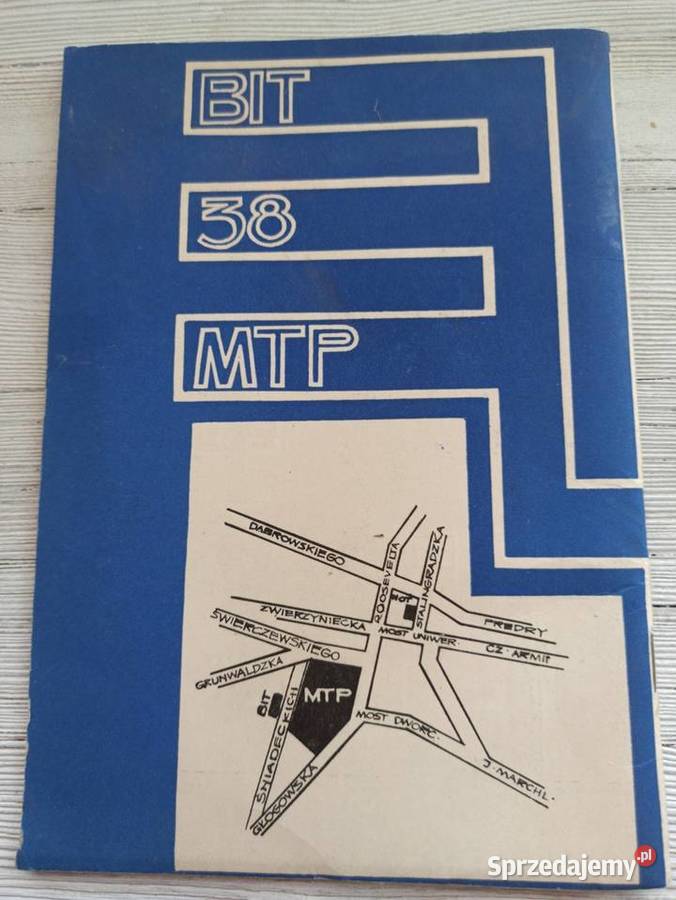 BIT
38
MTP
DABROWSKIEGO
ROOSEVELTA
STALINGRADZKA
HOT
ZWIERZYNIECKA
MOST UNIWER.
FREDRY
ŚWIERCZEWSKIEGO
CZ. ARMII
GRUNWALDZKA
MTP
BIT
ŚNIADECKICH
MOST DWORC.
GŁOGOWSKA
J. MARCHL.
Sprzedajemy.pl